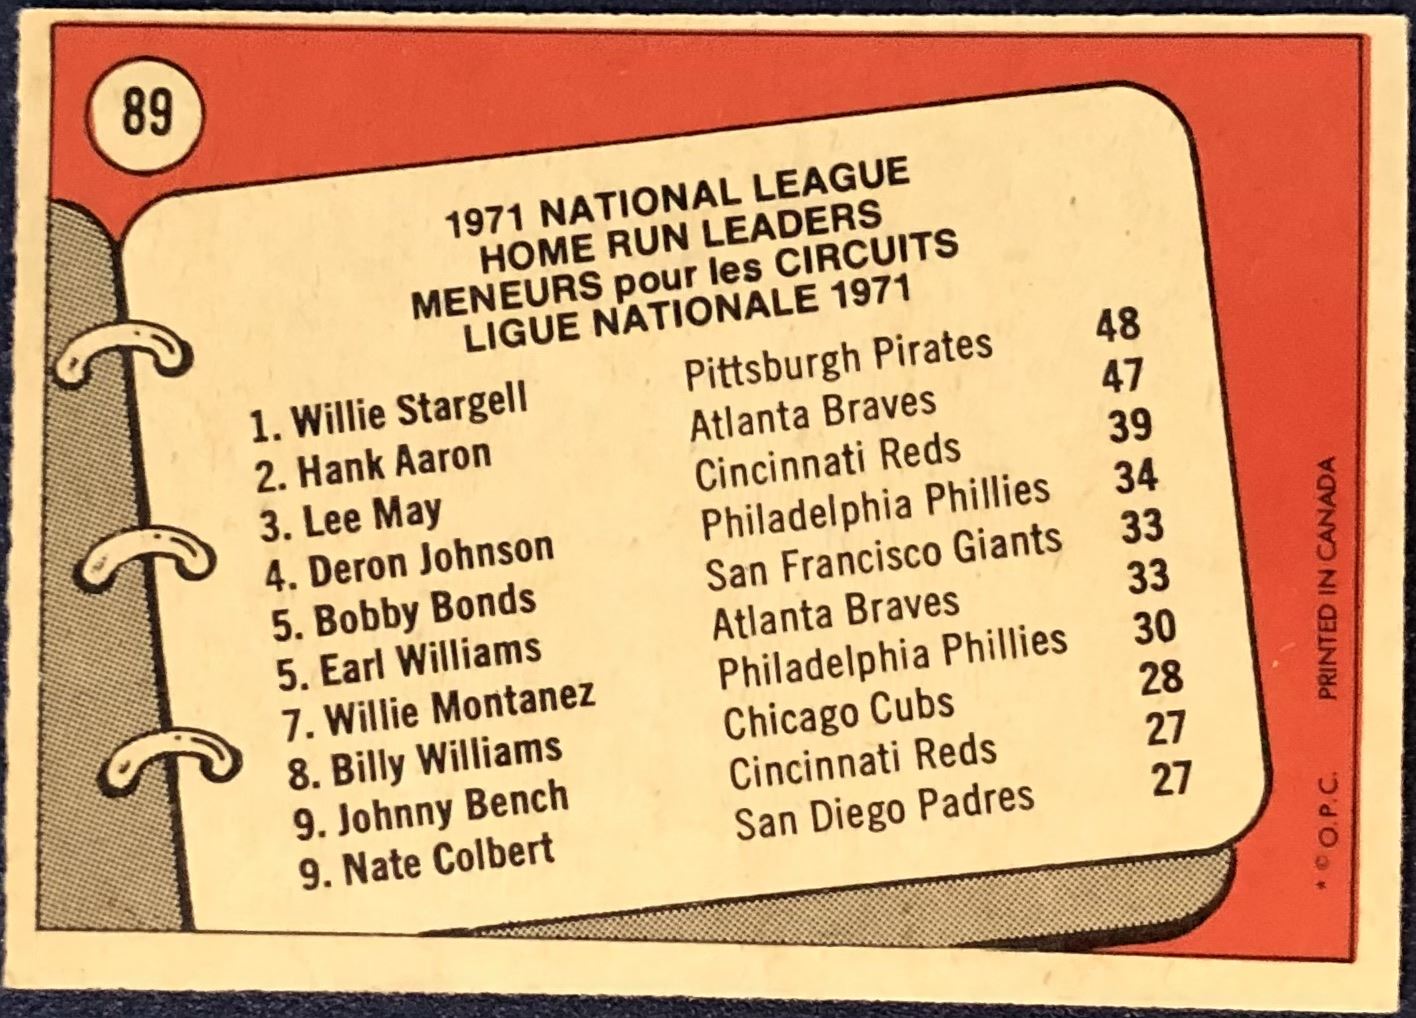 89
1971 NATIONAL LEAGUE
HOME RUN LEADERS
MENEURS pour les CIRCUITS
LIGUE NATIONALE 1971
1. Willie Stargell Pittsburgh Pirates 48
2. Hank Aaron Atlanta Braves 47
3. Lee May Cincinnati Reds 39
4. Deron Johnson Philadelphia Phillies 34
5. Bobby Bonds San Francisco Giants 33
5. Earl Williams Atlanta Braves 33
7. Willie Montanez Philadelphia Phillies 30
8. Billy Williams Chicago Cubs 28
9. Johnny Bench Cincinnati Reds 27
9. Nate Colbert San Diego Padres 27
* © O.P.C. PRINTED IN CANADA